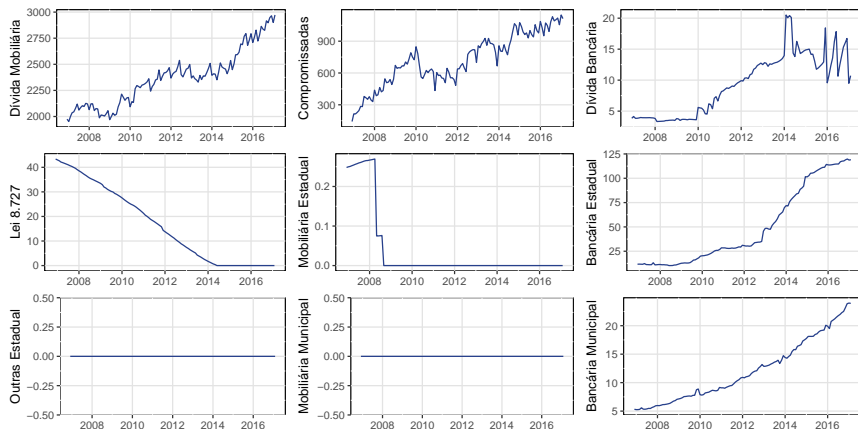 Dívida Mobiliária
3000
2750
2500
2250
2000
2008 2010 2012 2014 2016
Compromissadas
900
600
300
2008 2010 2012 2014 2016
Dívida Bancária
20
15
10
5
2008 2010 2012 2014 2016
Lei 8.727
40
30
20
10
0
2008 2010 2012 2014 2016
Mobiliária Estadual
0.2
0.1
0.0
2008 2010 2012 2014 2016
Bancária Estadual
125
100
75
50
25
2008 2010 2012 2014 2016
Outras Estadual
0.50
0.25
0.00
−0.25
−0.50
2008 2010 2012 2014 2016
Mobiliária Municipal
0.50
0.25
0.00
−0.25
−0.50
2008 2010 2012 2014 2016
Bancária Municipal
20
15
10
5
2008 2010 2012 2014 2016